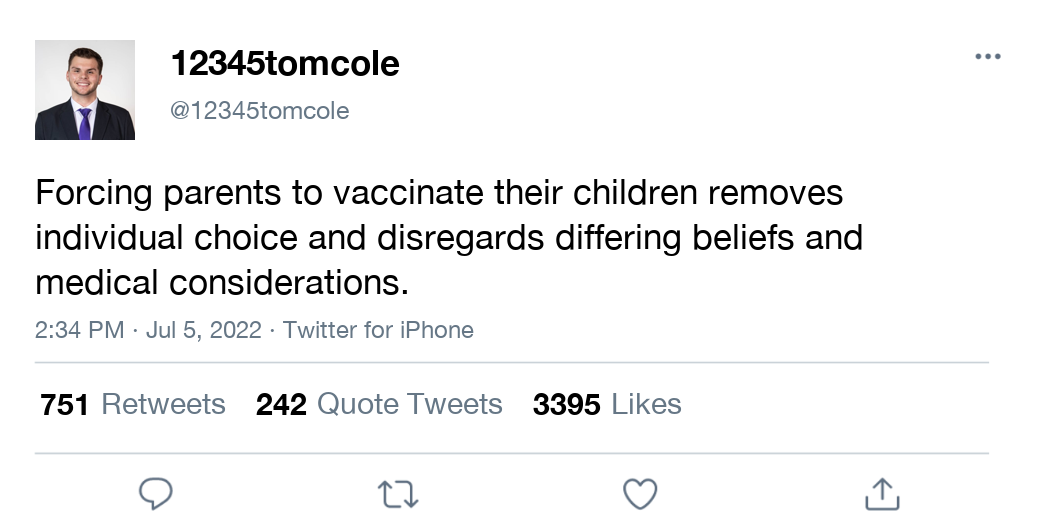 12345tomcole
@12345tomcole
Forcing parents to vaccinate their children removes
individual choice and disregards differing beliefs and
medical considerations.
2:34 PM · Jul 5, 2022 · Twitter for iPhone
751 Retweets 242 Quote Tweets 3395 Likes